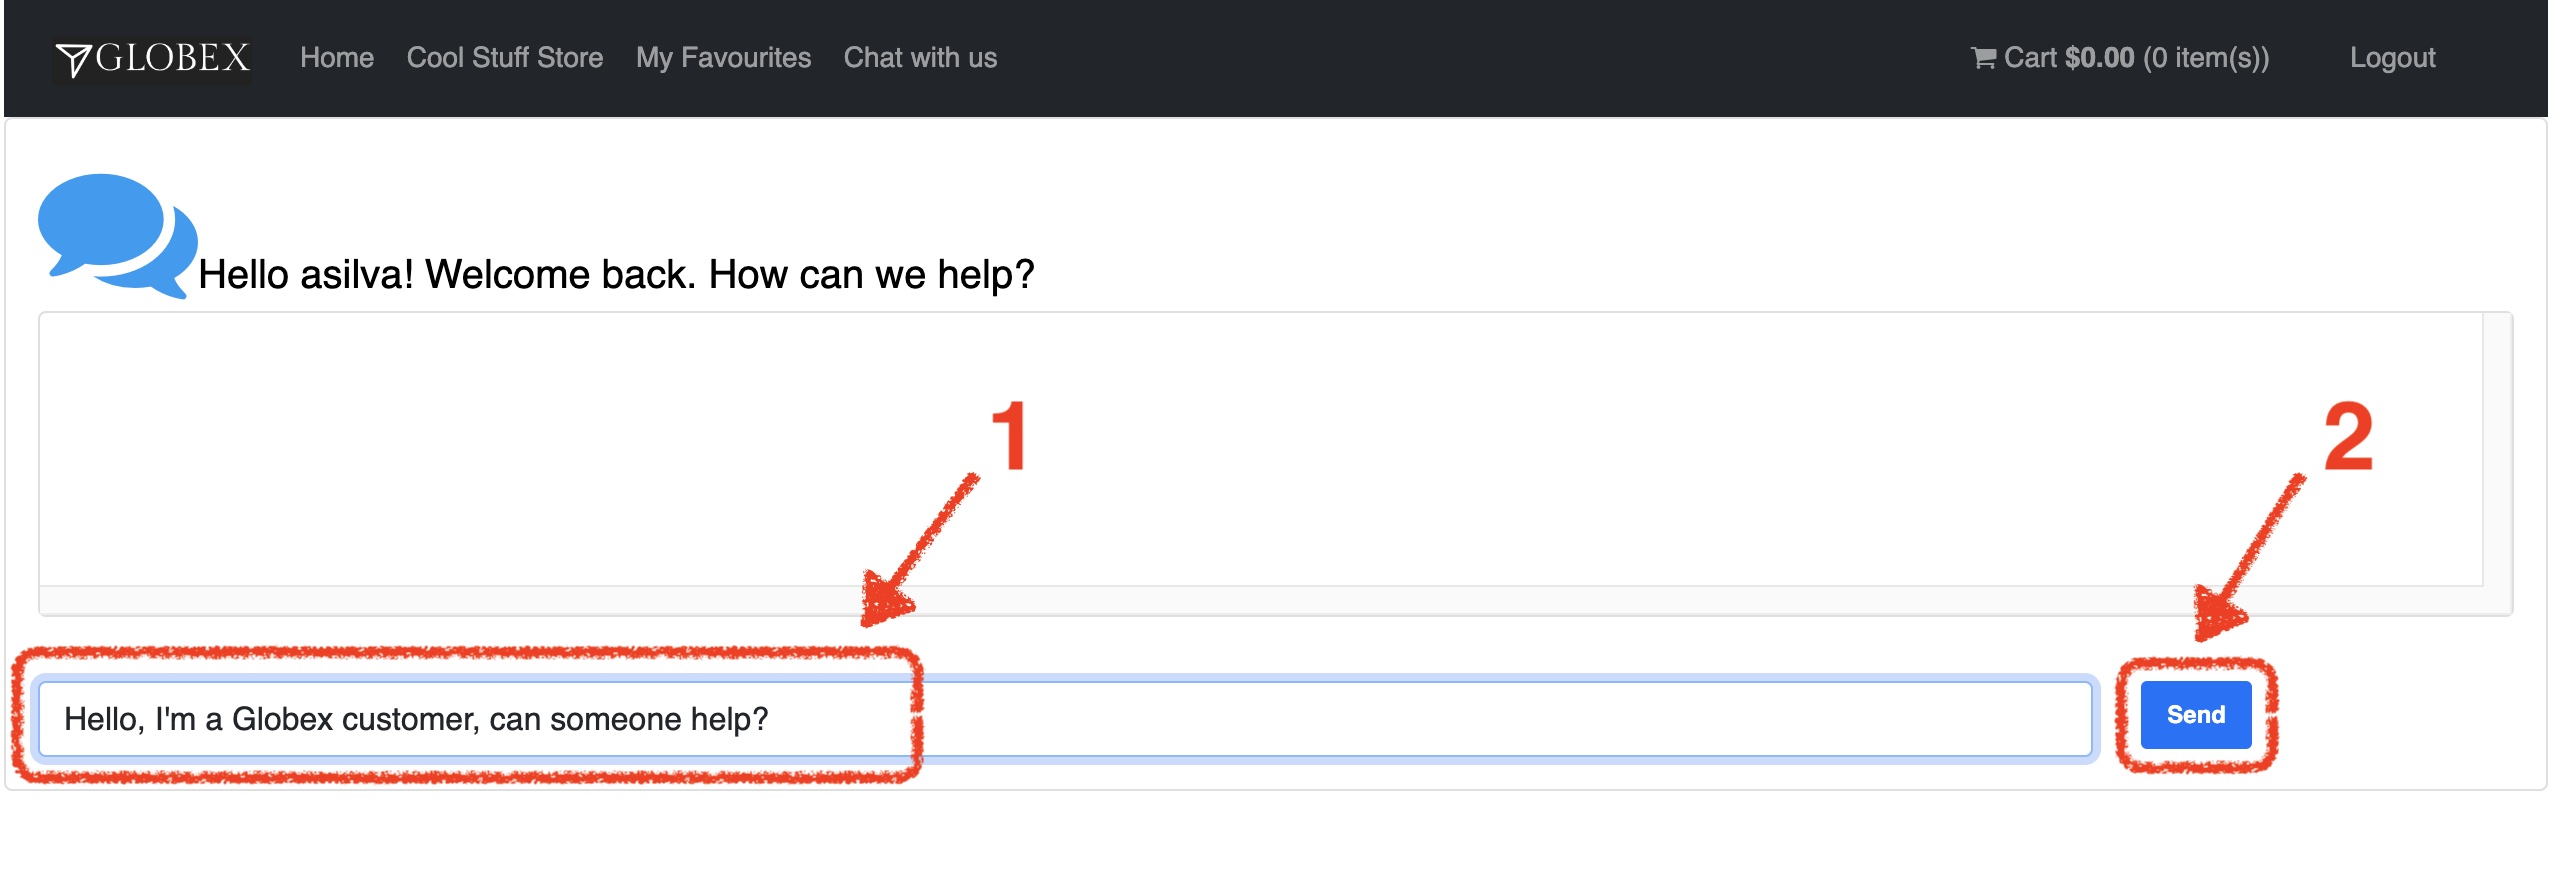 GLOBEX Home Cool Stuff Store My Favourites Chat with us Cart $0.00 (0 item(s)) Logout
Hello asilva! Welcome back. How can we help?
1
2
Hello, I'm a Globex customer, can someone help?
Send